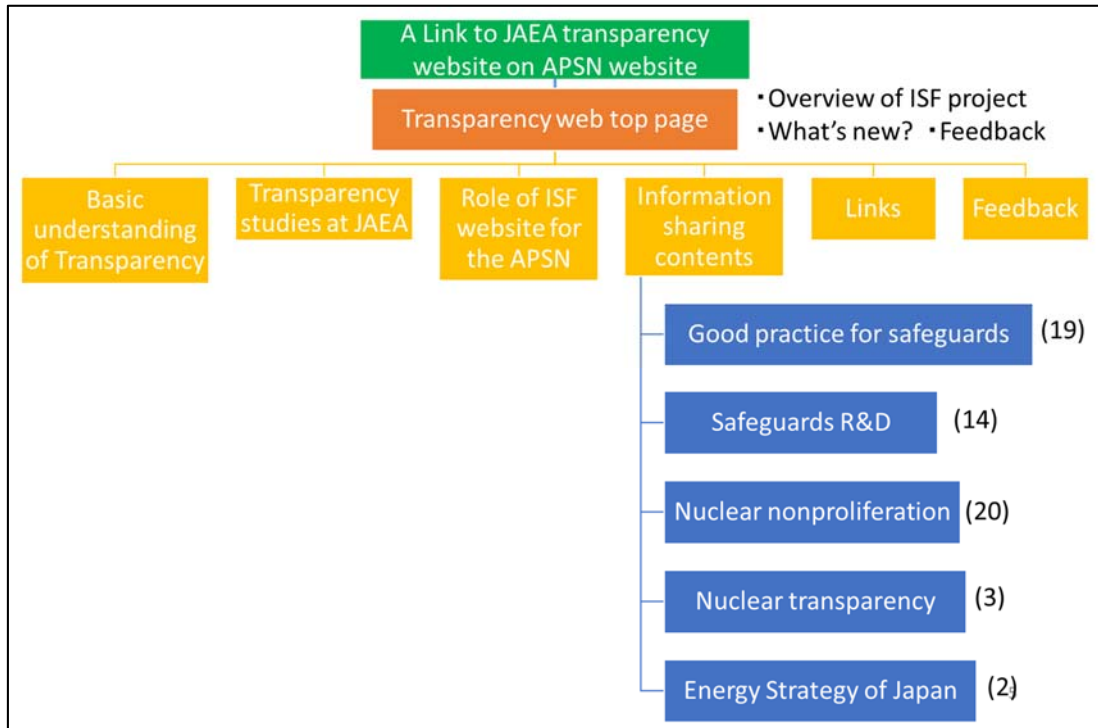 A Link to JAEA transparency
website on APSN website
Transparency web top page
・Overview of ISF project
・What's new? ・Feedback
Basic
understanding
of Transparency
Transparency
studies at JAEA
Role of ISF
website for
the APSN
Information
sharing
contents
Links
Feedback
Good practice for safeguards
(19)
Safeguards R&D
(14)
Nuclear nonproliferation
(20)
Nuclear transparency
(3)
Energy Strategy of Japan
(2)